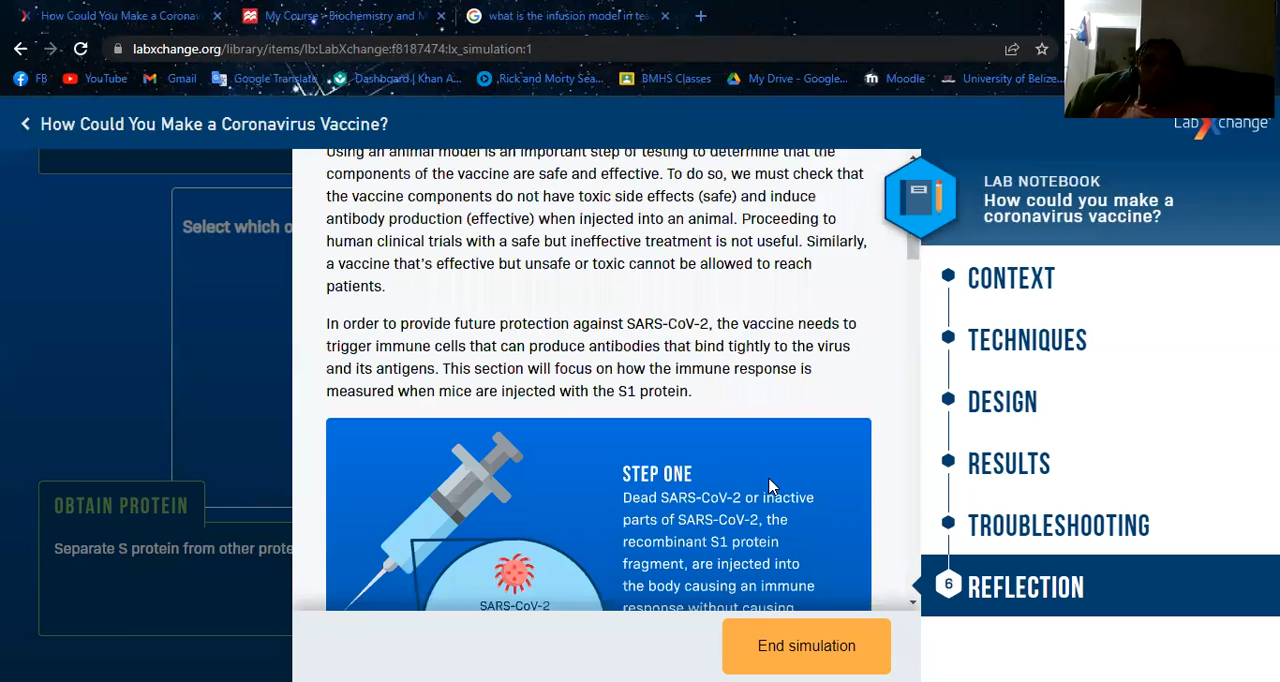 How Could You Make a Corona
My Course - Biochemistry and M
what is the infusion model in te
labxchange.org/library/items/lb:LabXchange:f8187474:lx_simulation:1
FB
YouTube
Gmail
Google Translate
Dashboard | Khan A...
Rick and Morty Sea...
BMHS Classes
My Drive - Google...
Moodle
University of Belize...
How Could You Make a Coronavirus Vaccine?
LabXchange
Select which o
OBTAIN PROTEIN
Separate S protein from other prote
Using an animal model is an important step of testing to determine that the
components of the vaccine are safe and effective. To do so, we must check that
the vaccine components do not have toxic side effects (safe) and induce
antibody production (effective) when injected into an animal. Proceeding to
human clinical trials with a safe but ineffective treatment is not useful. Similarly,
a vaccine that's effective but unsafe or toxic cannot be allowed to reach
patients.
In order to provide future protection against SARS-CoV-2, the vaccine needs to
trigger immune cells that can produce antibodies that bind tightly to the virus
and its antigens. This section will focus on how the immune response is
measured when mice are injected with the S1 protein.
STEP ONE
Dead SARS-CoV-2 or inactive
parts of SARS-CoV-2, the
recombinant S1 protein
fragment, are injected into
the body causing an immune
response without causing
SARS-CoV-2
End simulation
LAB NOTEBOOK
How could you make a
coronavirus vaccine?
CONTEXT
TECHNIQUES
DESIGN
RESULTS
TROUBLESHOOTING
6
REFLECTION